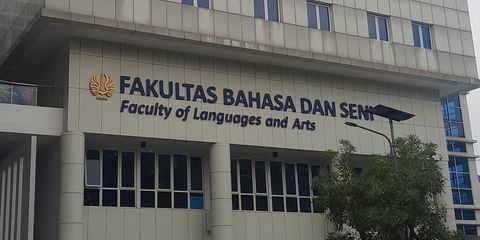 FAKULTAS BAHASA DAN SENI
Faculty of Languages and Arts